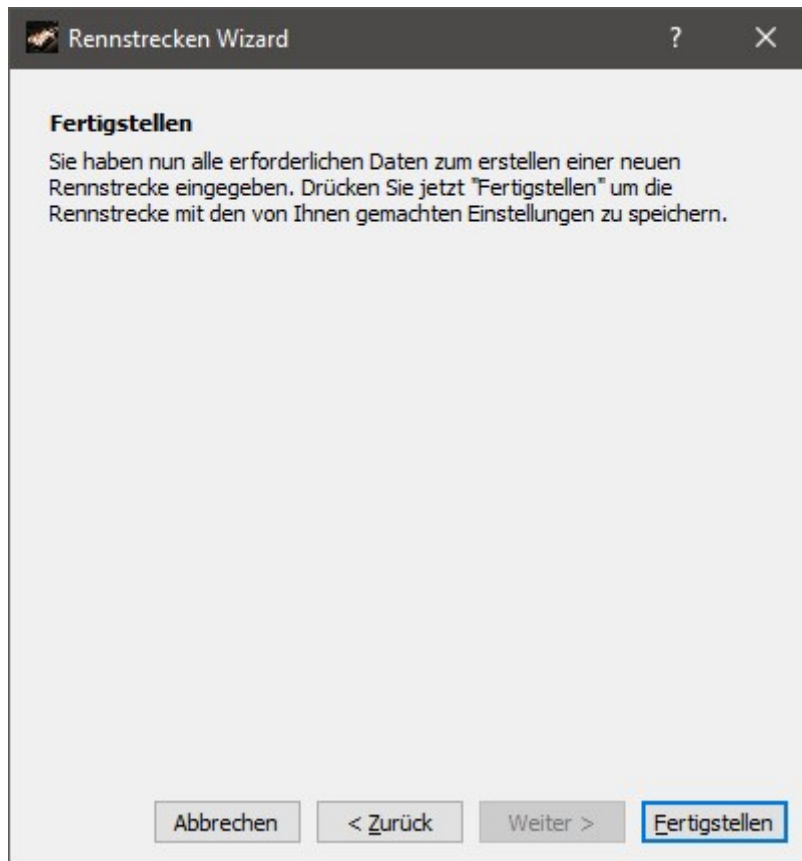 Rennstrecken Wizard ? ×
Fertigstellen
Sie haben nun alle erforderlichen Daten zum erstellen einer neuen
Rennstrecke eingegeben. Drücken Sie jetzt "Fertigstellen" um die
Rennstrecke mit den von Ihnen gemachten Einstellungen zu speichern.
Abbrechen < Zurück Weiter > Fertigstellen